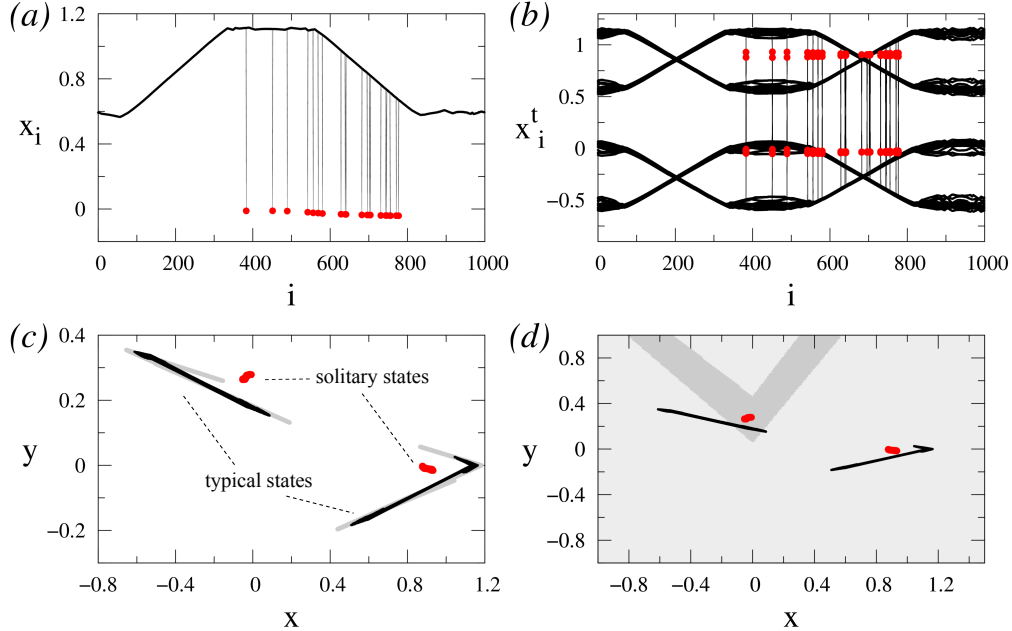 (a)
1.2
0.8
0.4
0
x_i
0 200 400 600 800 1000
i
(b)
1
0.5
0
−0.5
x_i^t
0 200 400 600 800 1000
i
(c)
0.4
0.2
0
−0.2
y
solitary states
typical states
−0.8 −0.4 0 0.4 0.8 1.2
x
(d)
0.8
0.4
0
−0.4
−0.8
y
−0.8 −0.4 0 0.4 0.8 1.2
x